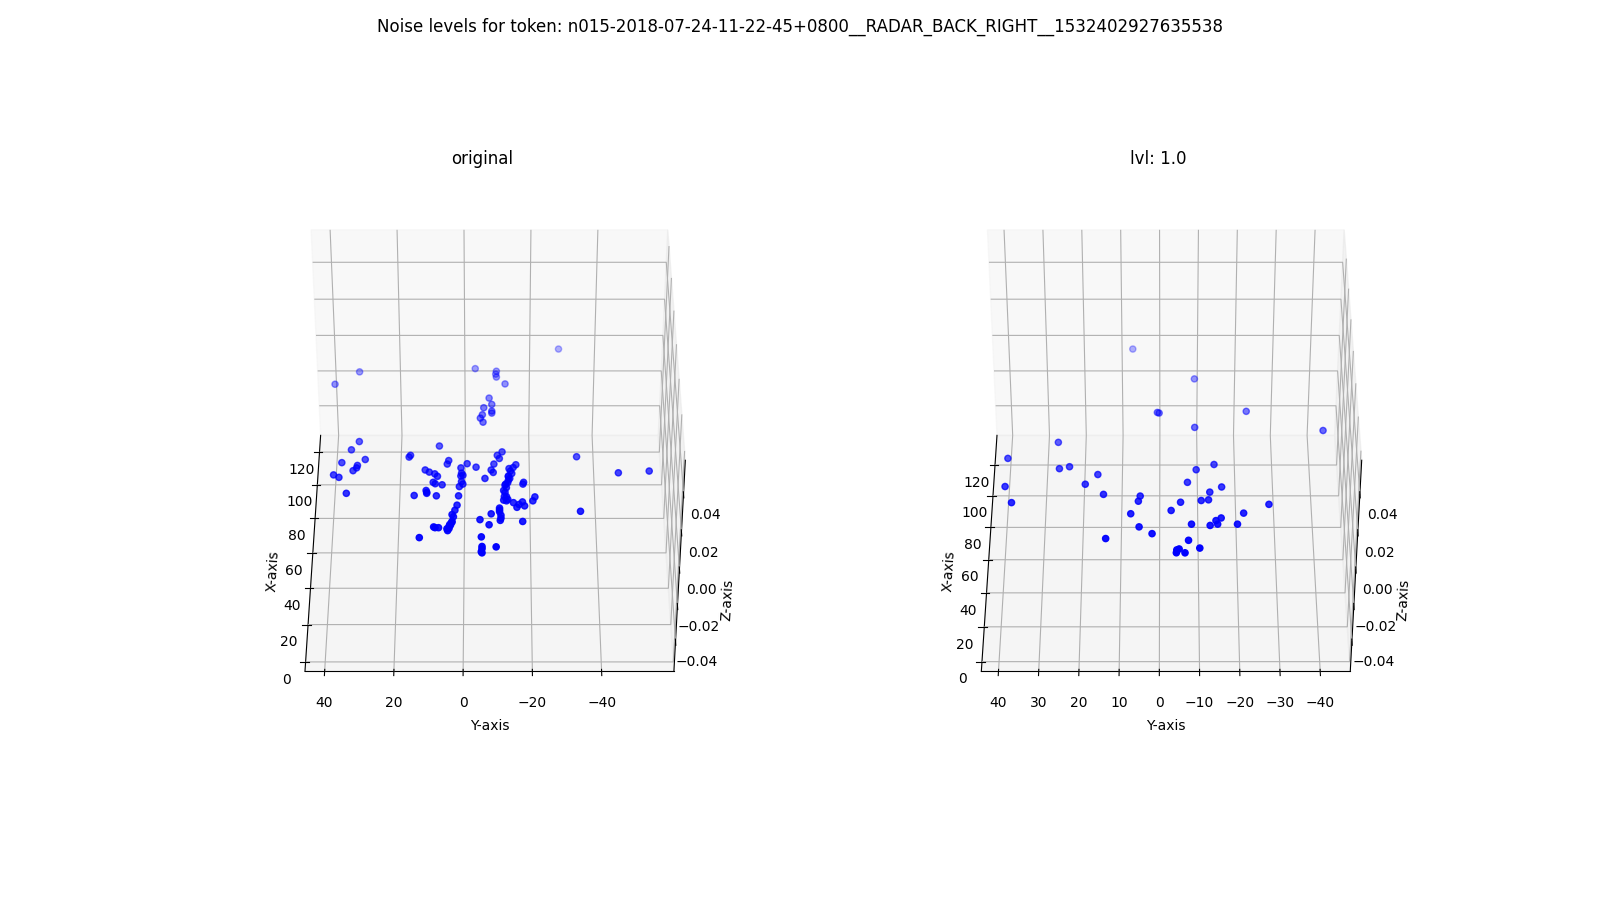 Noise levels for token: n015-2018-07-24-11-22-45+0800__RADAR_BACK_RIGHT__1532402927635538
original
120
100
80
60
40
20
0
X-axis
40 20 0 −20 −40
Y-axis
0.04
0.02
0.00
−0.02
−0.04
Z-axis
lvl: 1.0
120
100
80
60
40
20
0
X-axis
40 30 20 10 0 −10 −20 −30 −40
Y-axis
0.04
0.02
0.00
−0.02
−0.04
Z-axis